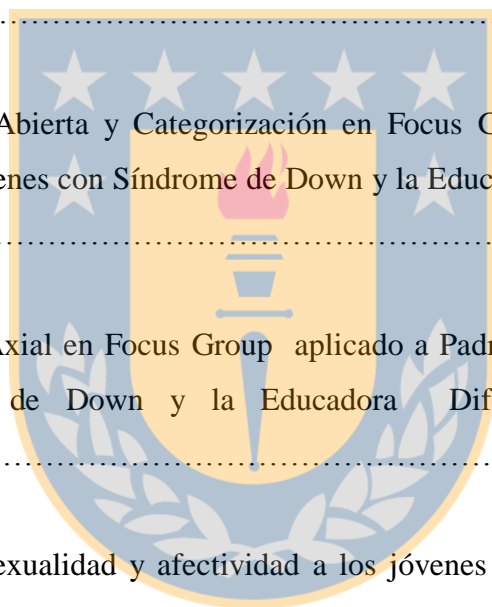 ........................................................
Abierta y Categorización en Focus G
enes con Síndrome de Down y la Educ
........................................................
Axial en Focus Group aplicado a Padr
de Down y la Educadora Dif
........................................................
exualidad y afectividad a los jóvenes